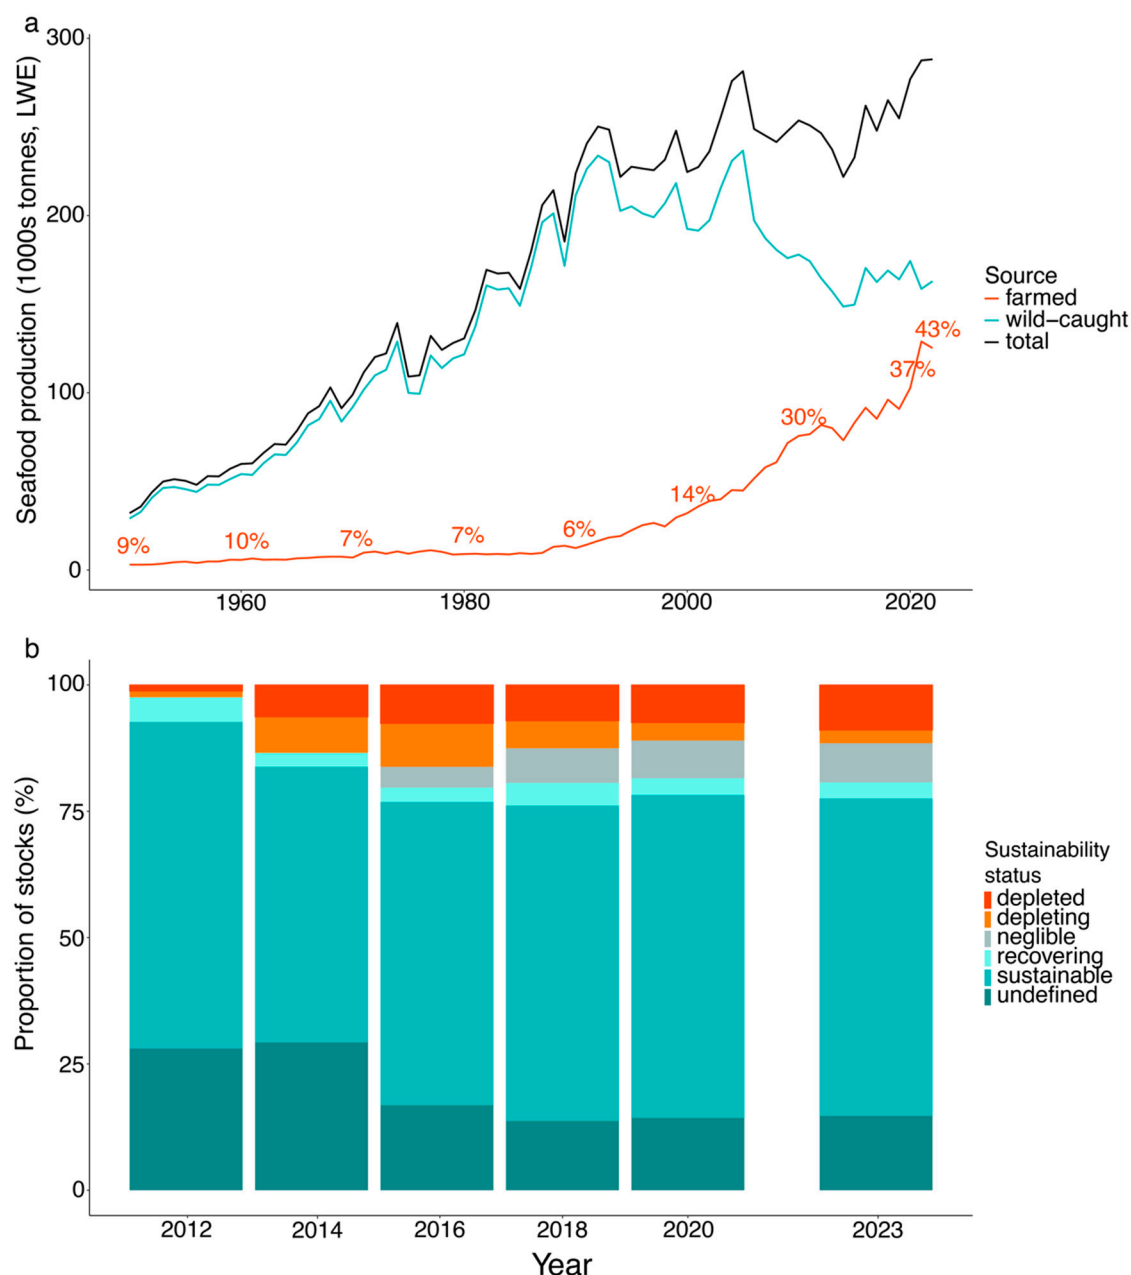 a
Seafood production (1000s tonnes, LWE)
300
200
100
0
9%
10%
7%
7%
6%
14%
30%
37%
43%
1960
1980
2000
2020
Source
farmed
wild-caught
total
b
Proportion of stocks (%)
100
75
50
25
0
2012
2014
2016
2018
2020
2023
Year
Sustainability
status
depleted
depleting
neglible
recovering
sustainable
undefined